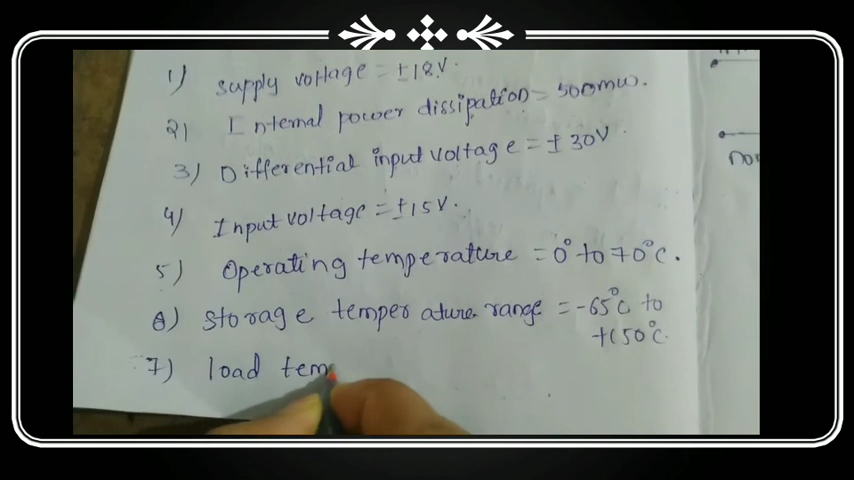 1) supply voltage = ±18V.
2) Internal power dissipation = 500mw.
3) Differential input voltage = ± 30V.
4) Input voltage = ±15V.
5) Operating temperature = 0° to 70°c.
6) storage temperature range = -65°c to
+150°c.
7) load tem